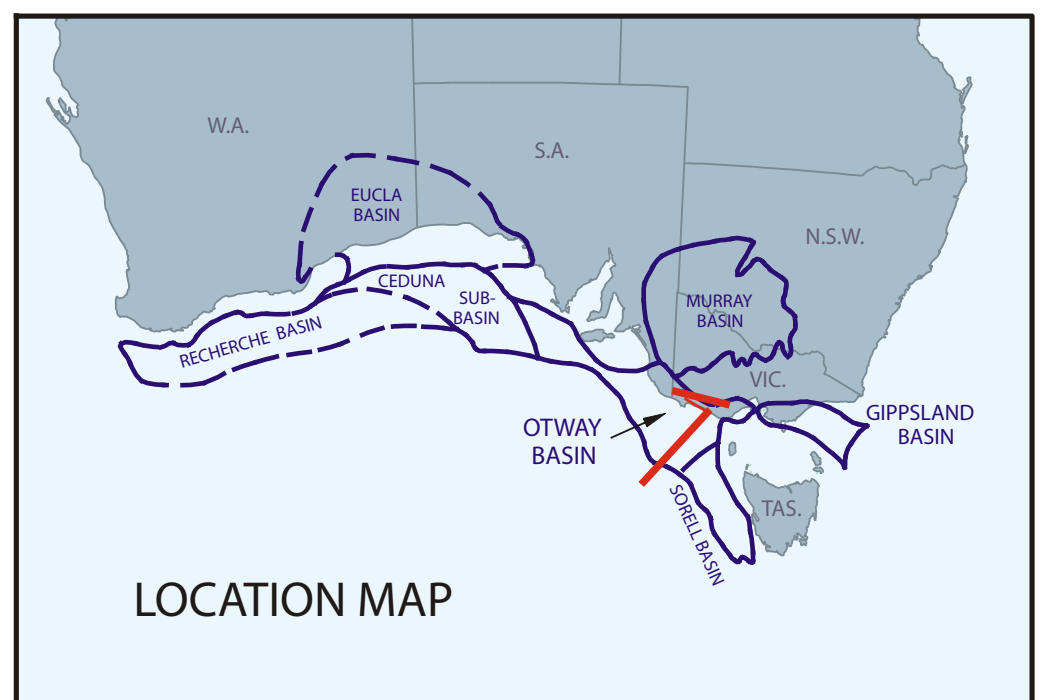 W.A.
S.A.
EUCLA
BASIN
N.S.W.
CEDUNA
SUB-
BASIN
MURRAY
BASIN
RECHERCHE BASIN
VIC.
GIPPSLAND
BASIN
OTWAY
BASIN
SORELL BASIN
TAS.
LOCATION MAP